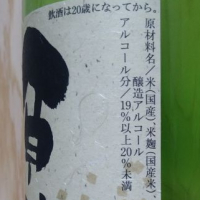 飲酒は20歳になってから。
原材料名／米(国産)、米麹(国産米)、
醸造アルコール
アルコール分／19％以上20％未満